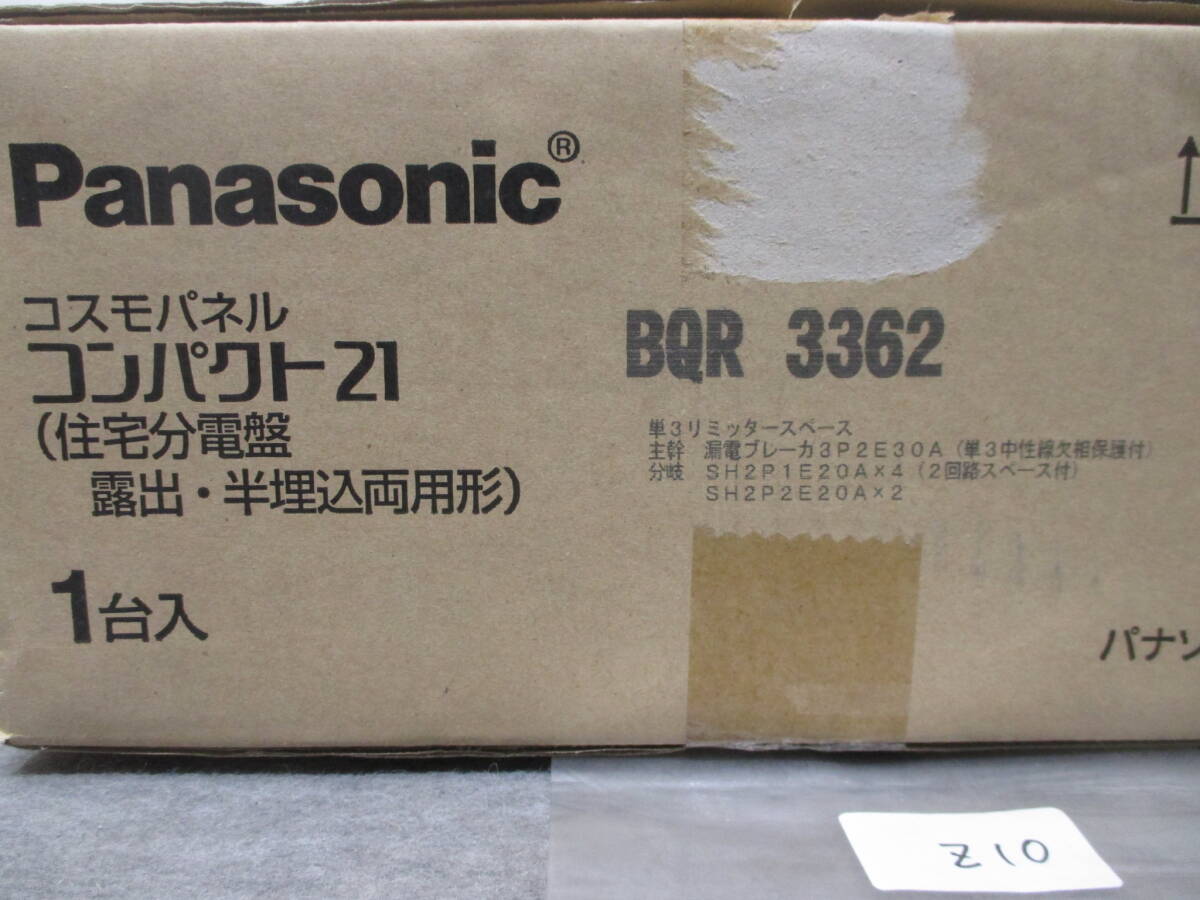 Panasonic®
コスモパネル
コンパクト21
(住宅分電盤
露出・半埋込両用形)
1台入
BQR 3362
単3リミッタースペース
主幹 漏電ブレーカ3P2E30A(単3中性線欠相保護付)
分岐 SH2P1E20A×4(2回路スペース付)
SH2P2E20A×2
パナソ
Z10